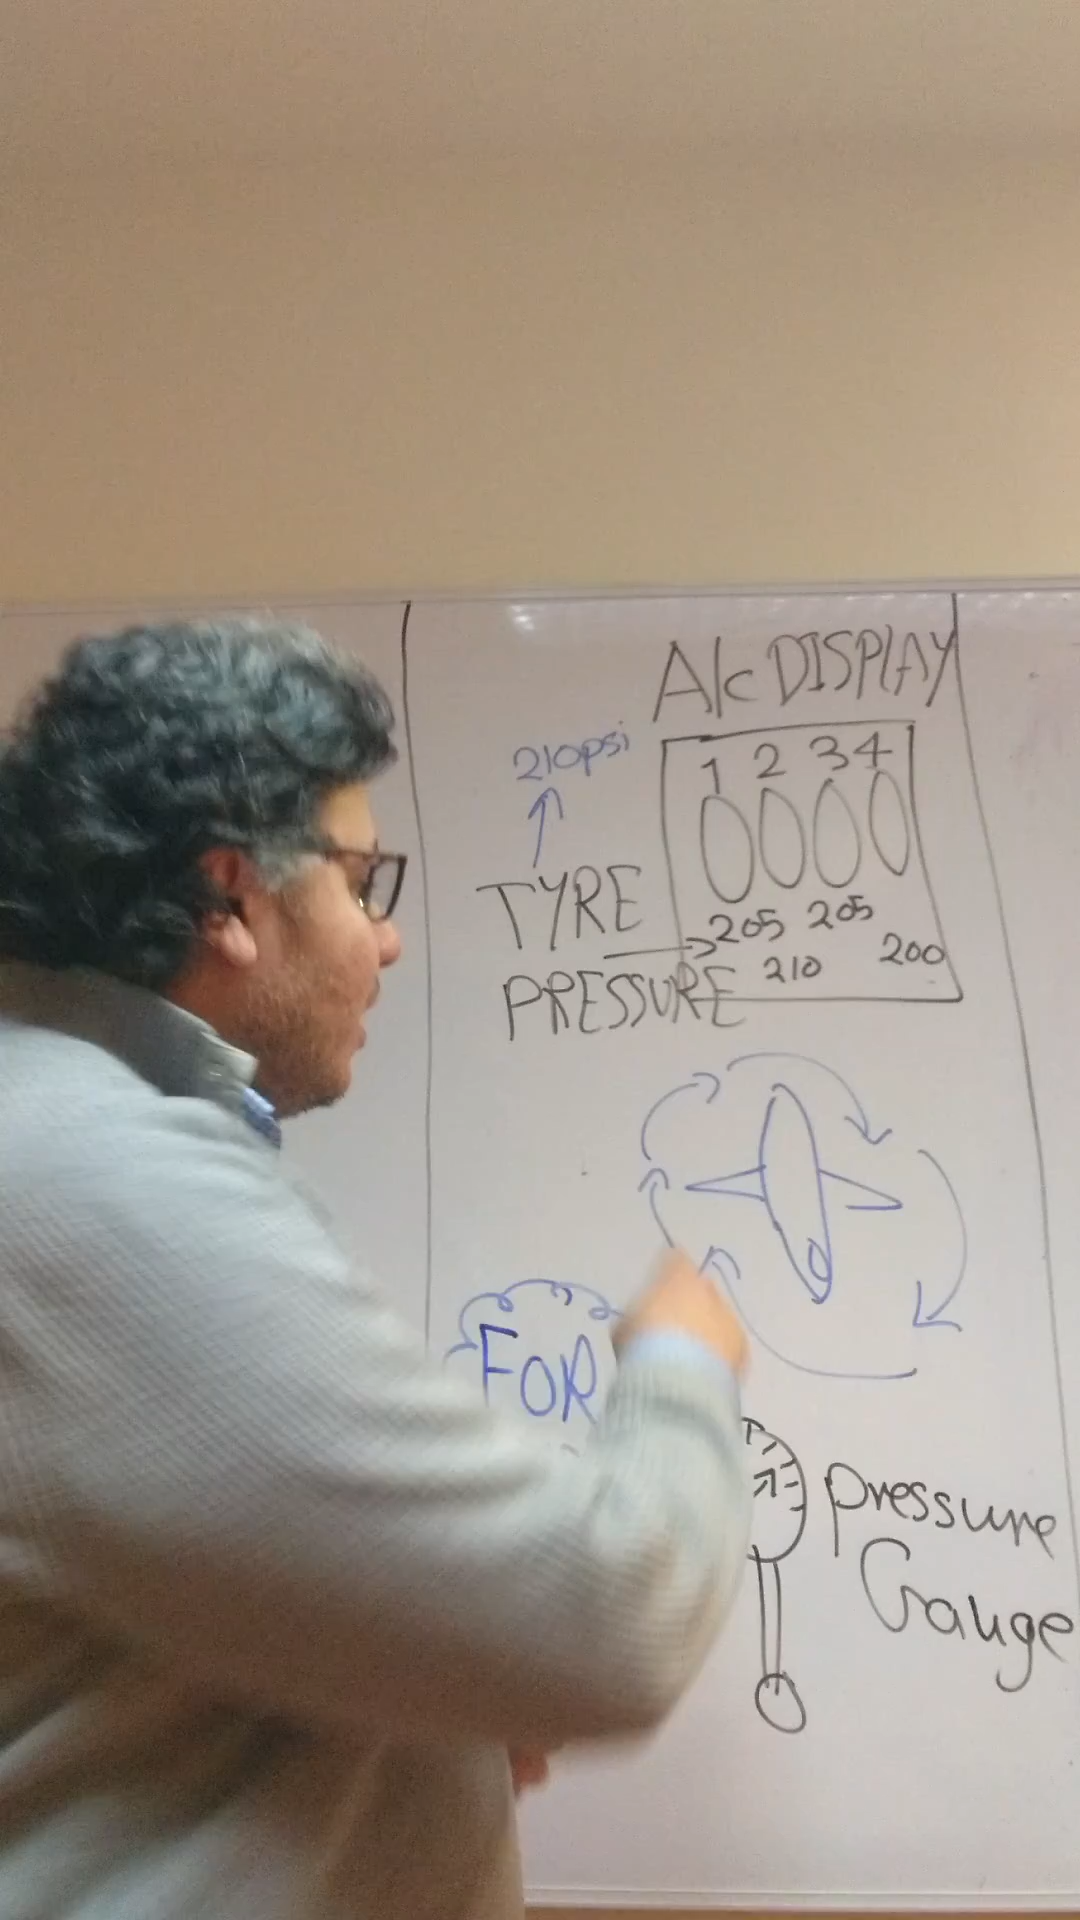 A/c DISPLAY
210psi
1 2 3 4
TYRE
PRESSURE
205 205
210 200
FOR
Pressure
Gauge